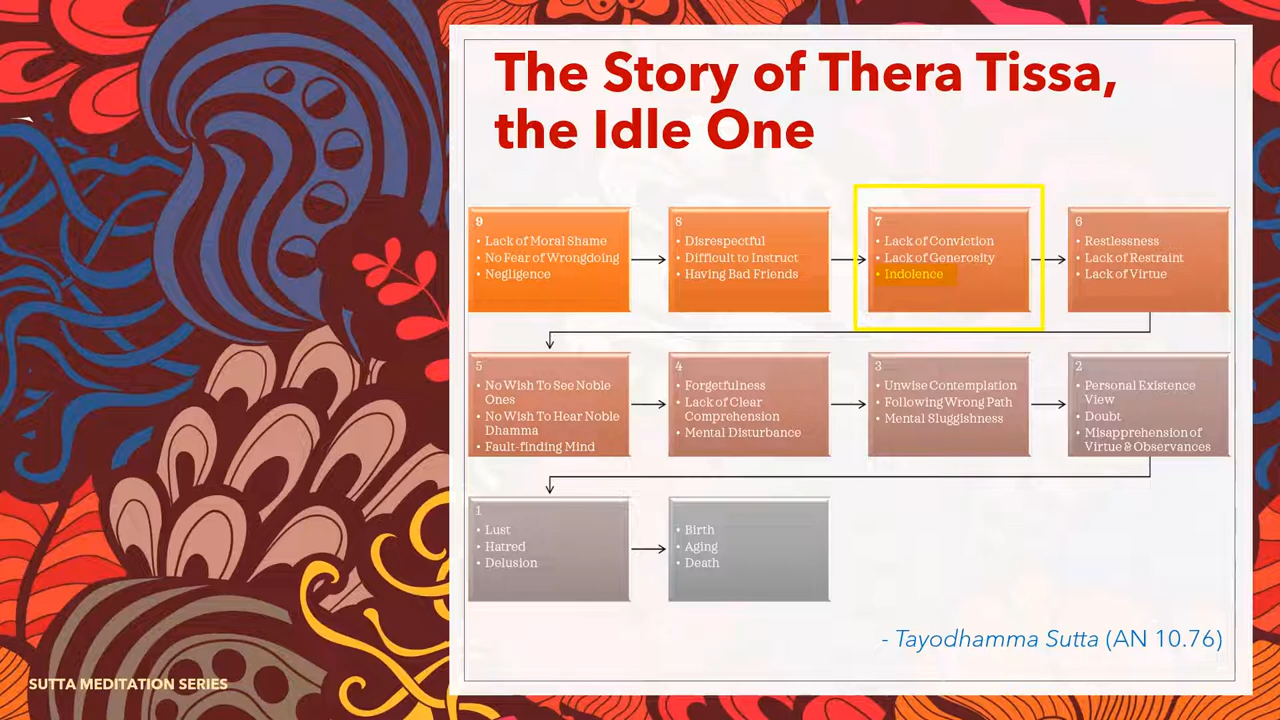 The Story of Thera Tissa,
the Idle One
9
• Lack of Moral Shame
• No Fear of Wrongdoing
• Negligence
8
• Disrespectful
• Difficult to Instruct
• Having Bad Friends
7
• Lack of Conviction
• Lack of Generosity
• Indolence
6
• Restlessness
• Lack of Restraint
• Lack of Virtue
5
• No Wish To See Noble
Ones
• No Wish To Hear Noble
Dhamma
• Fault-finding Mind
4
• Forgetfulness
• Lack of Clear
Comprehension
• Mental Disturbance
3
• Unwise Contemplation
• Following Wrong Path
• Mental Sluggishness
2
• Personal Existence
View
• Doubt
• Misapprehension of
Virtue & Observances
1
• Lust
• Hatred
• Delusion
• Birth
• Aging
• Death
- Tayodhamma Sutta (AN 10.76)
SUTTA MEDITATION SERIES